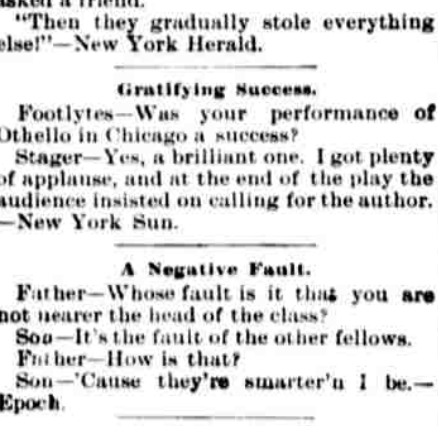 asked a friend.
"Then they gradually stole everything
else!"—New York Herald.
Gratifying Success.
Footlytes—Was your performance of
Othello in Chicago a success?
Stager—Yes, a brilliant one. I got plenty
of applause, and at the end of the play the
audience insisted on calling for the author.
—New York Sun.
A Negative Fault.
Father—Whose fault is it that you are
not nearer the head of the class?
Son—It's the fault of the other fellows.
Father—How is that?
Son—'Cause they're smarter'n I be.—
Epoch.